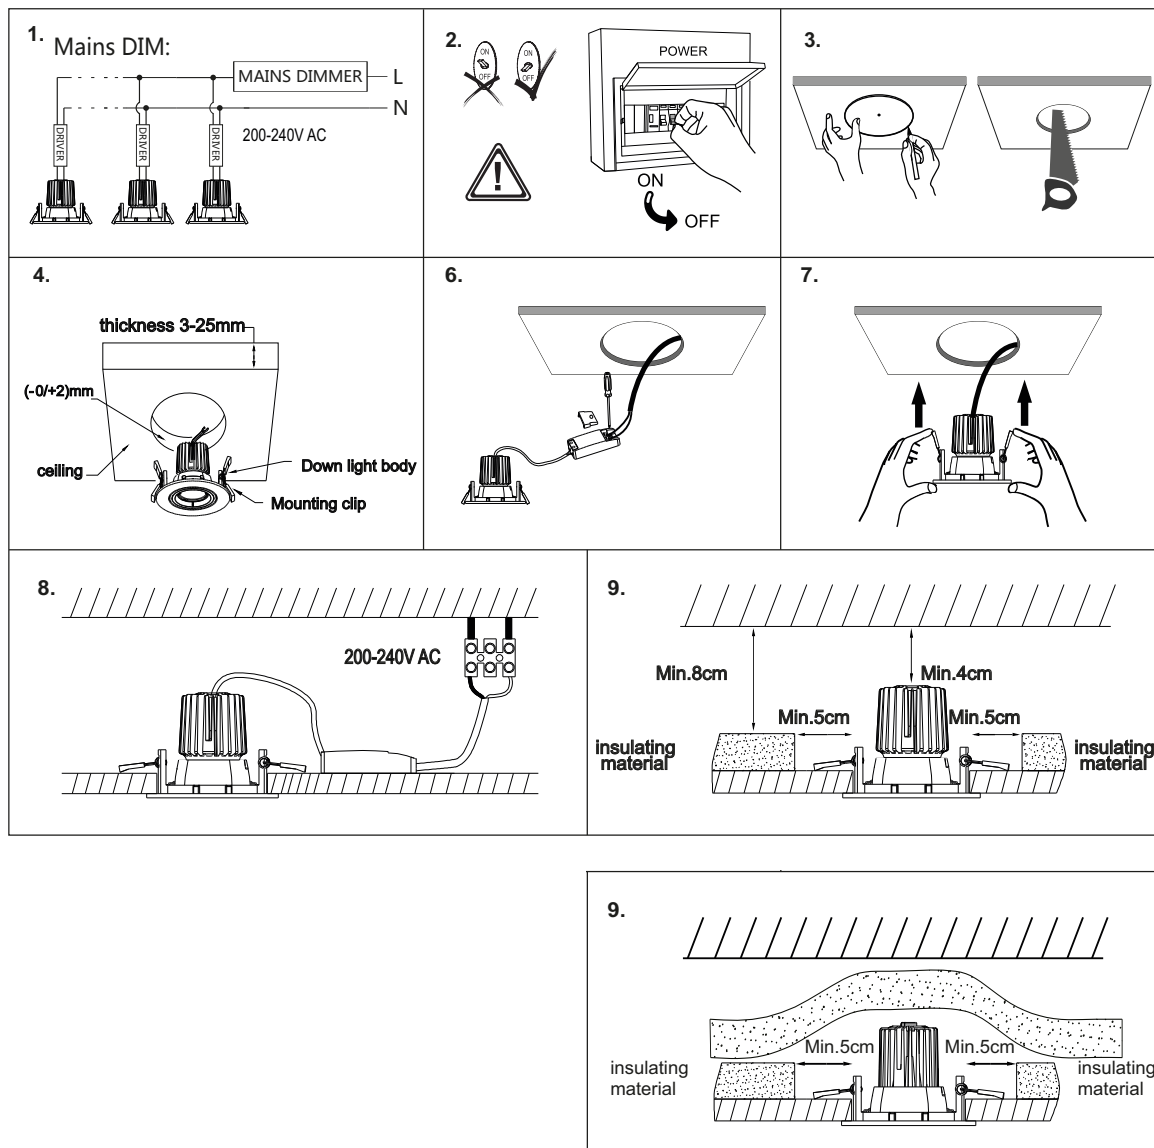 1.
Mains DIM:
MAINS DIMMER
L
N
DRIVER
DRIVER
DRIVER
200-240V AC
2.
ON
OFF
ON
OFF
POWER
!
ON
OFF
3.
4.
thickness 3-25mm
(-0/+2)mm
ceiling
Down light body
Mounting clip
6.
7.
8.
200-240V AC
9.
Min.8cm
Min.4cm
Min.5cm
Min.5cm
insulating
material
insulating
material
9.
Min.5cm
Min.5cm
insulating
material
insulating
material